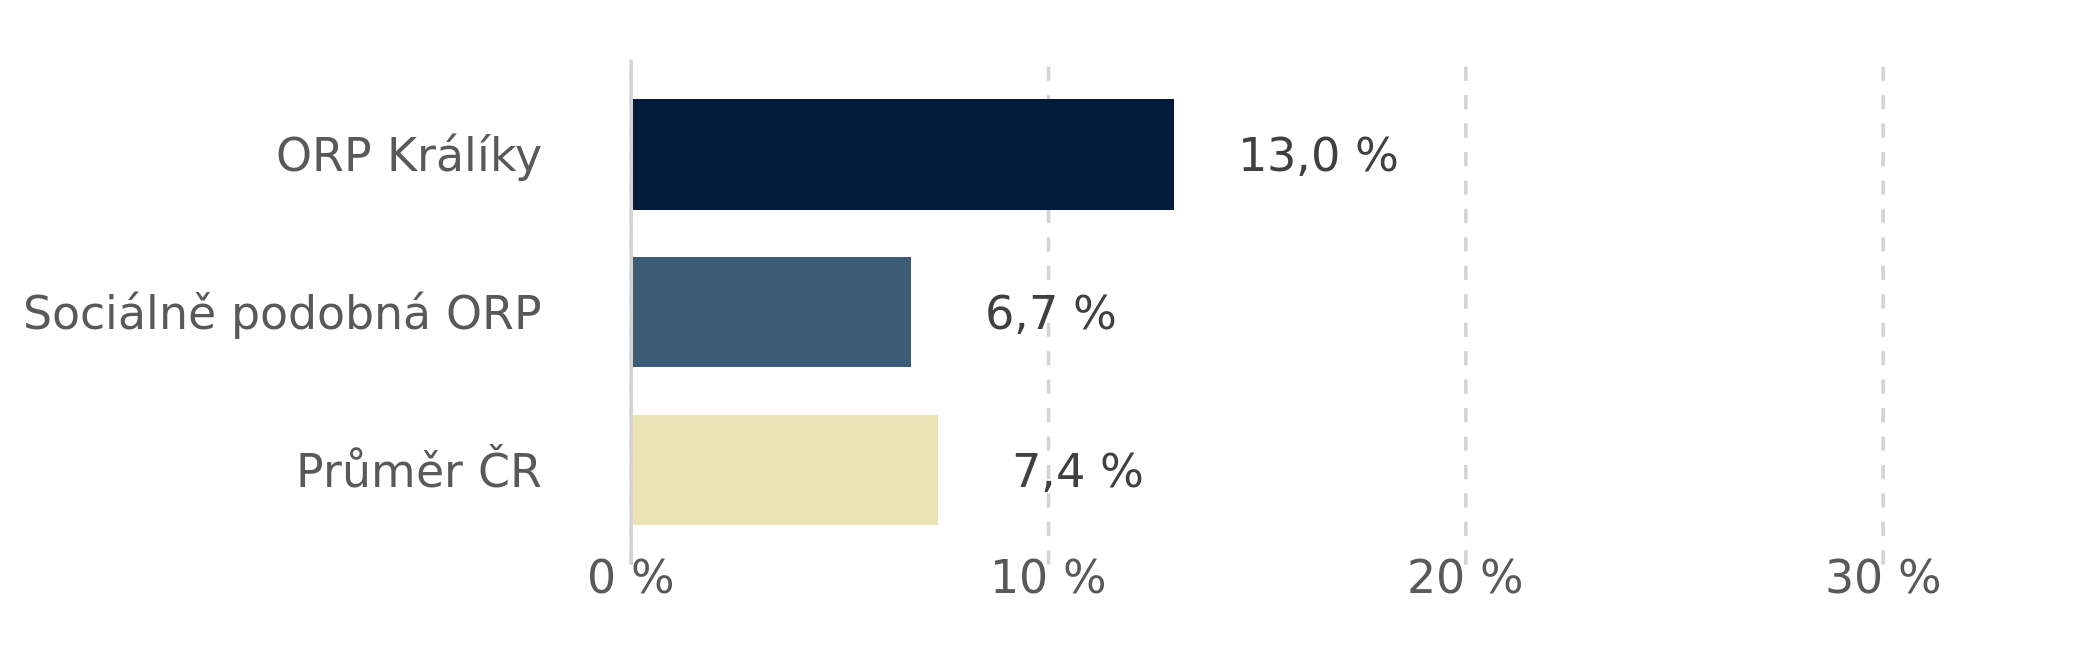 ORP Králíky 13,0 %
Sociálně podobná ORP 6,7 %
Průměr ČR 7,4 %
0 % 10 % 20 % 30 %